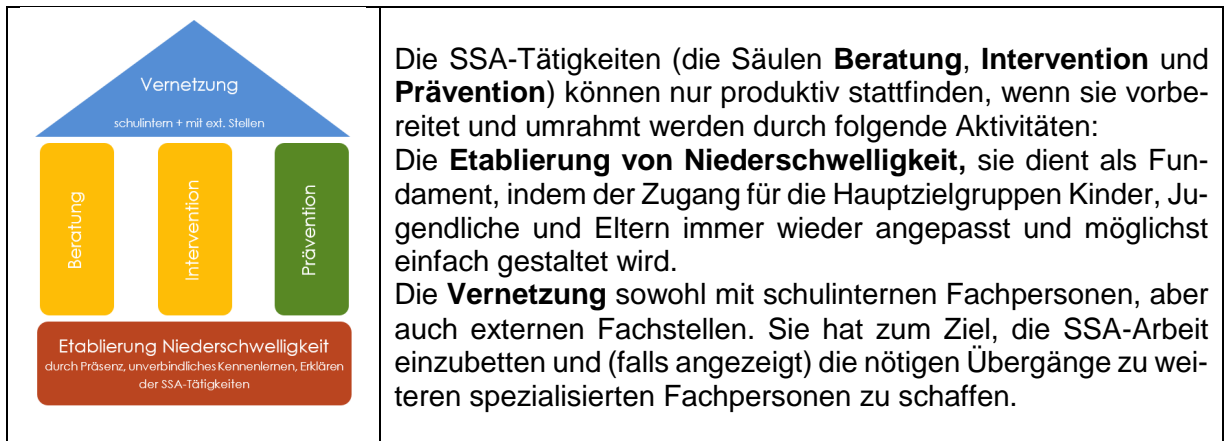 Vernetzung
schulintern + mit ext. Stellen
Beratung
Intervention
Prävention
Etablierung Niederschwelligkeit
durch Präsenz, unverbindliches Kennenlernen, Erklären
der SSA-Tätigkeiten
Die SSA-Tätigkeiten (die Säulen Beratung, Intervention und
Prävention) können nur produktiv stattfinden, wenn sie vorbe-
reitet und umrahmt werden durch folgende Aktivitäten:
Die Etablierung von Niederschwelligkeit, sie dient als Fun-
dament, indem der Zugang für die Hauptzielgruppen Kinder, Ju-
gendliche und Eltern immer wieder angepasst und möglichst
einfach gestaltet wird.
Die Vernetzung sowohl mit schulinternen Fachpersonen, aber
auch externen Fachstellen. Sie hat zum Ziel, die SSA-Arbeit
einzubetten und (falls angezeigt) die nötigen Übergänge zu wei-
teren spezialisierten Fachpersonen zu schaffen.